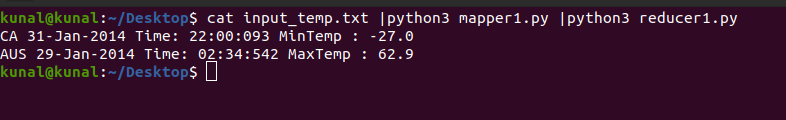 kunal@kunal:~/Desktop$ cat input_temp.txt |python3 mapper1.py |python3 reducer1.py
CA 31-Jan-2014 Time: 22:00:093 MinTemp : -27.0
AUS 29-Jan-2014 Time: 02:34:542 MaxTemp : 62.9
kunal@kunal:~/Desktop$